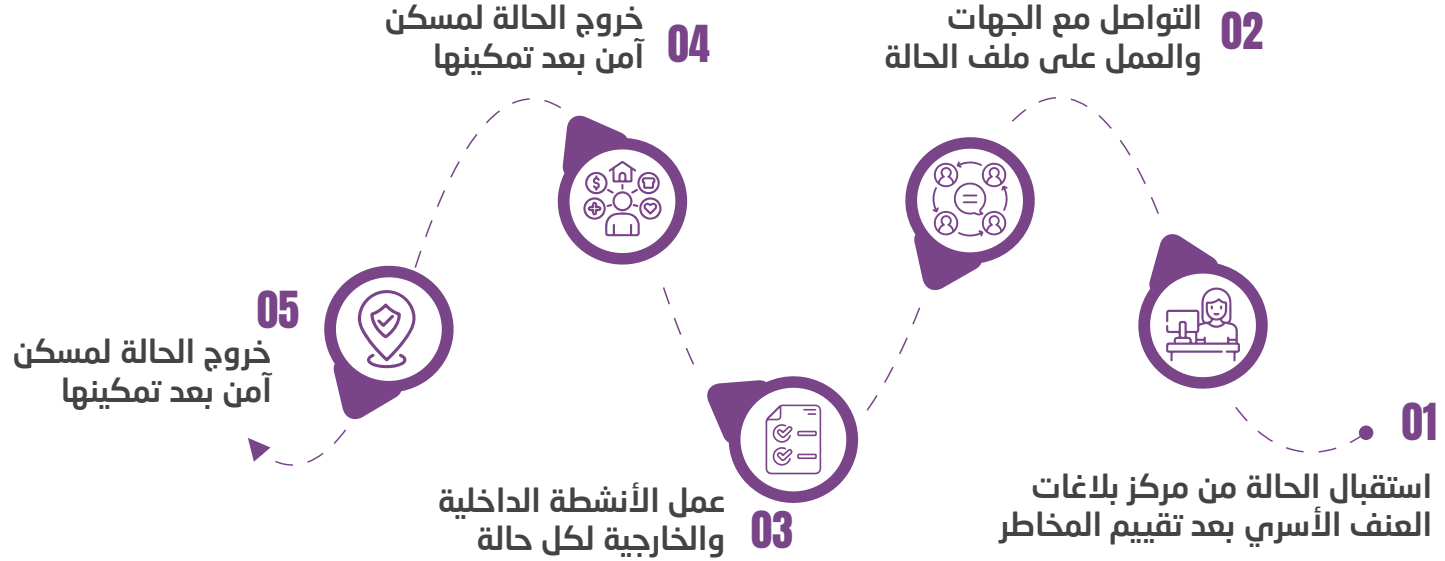 01
استقبال الحالة من مركز بلاغات
العنف الأسري بعد تقييم المخاطر
02
التواصل مع الجهات
والعمل على ملف الحالة
03
عمل الأنشطة الداخلية
والخارجية لكل حالة
04
خروج الحالة لمسكن
آمن بعد تمكينها
05
خروج الحالة لمسكن
آمن بعد تمكينها
$